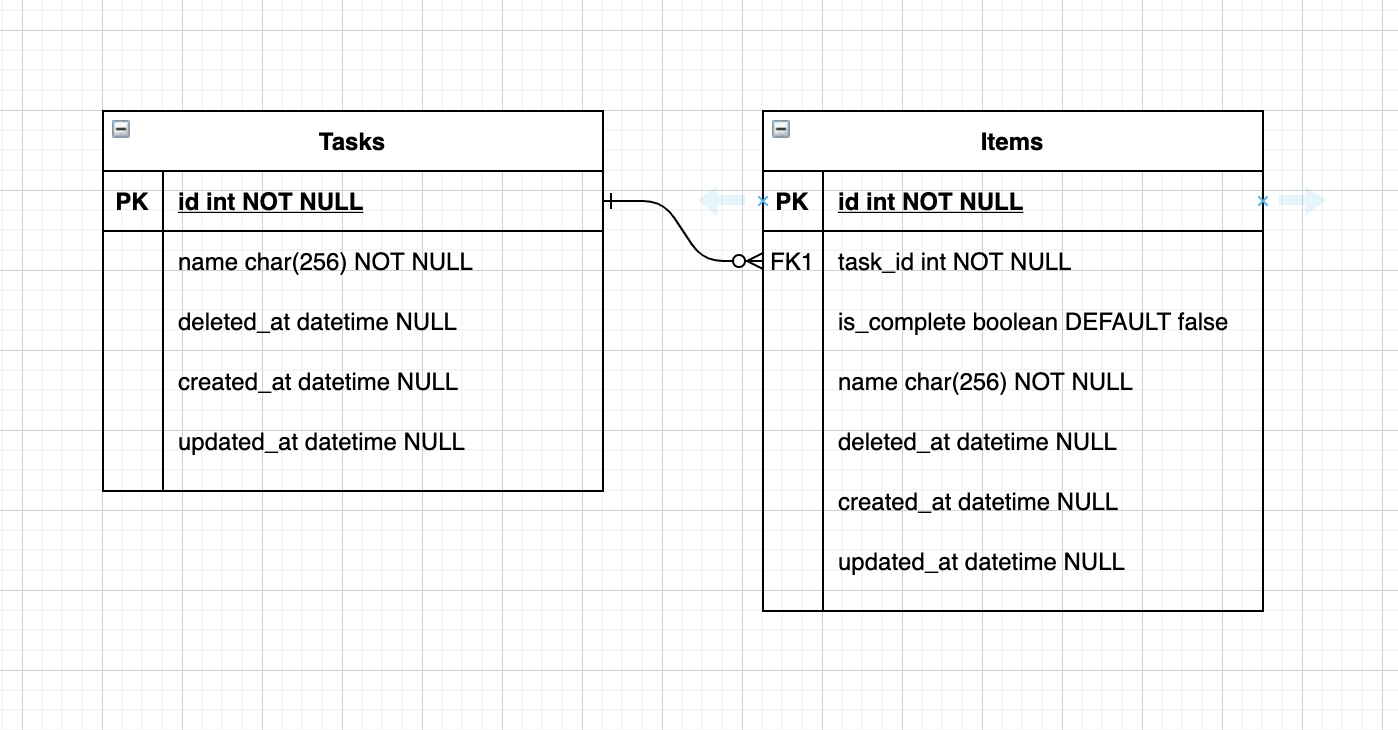 Tasks
PK id int NOT NULL
name char(256) NOT NULL
deleted_at datetime NULL
created_at datetime NULL
updated_at datetime NULL
Items
PK id int NOT NULL
FK1 task_id int NOT NULL
is_complete boolean DEFAULT false
name char(256) NOT NULL
deleted_at datetime NULL
created_at datetime NULL
updated_at datetime NULL